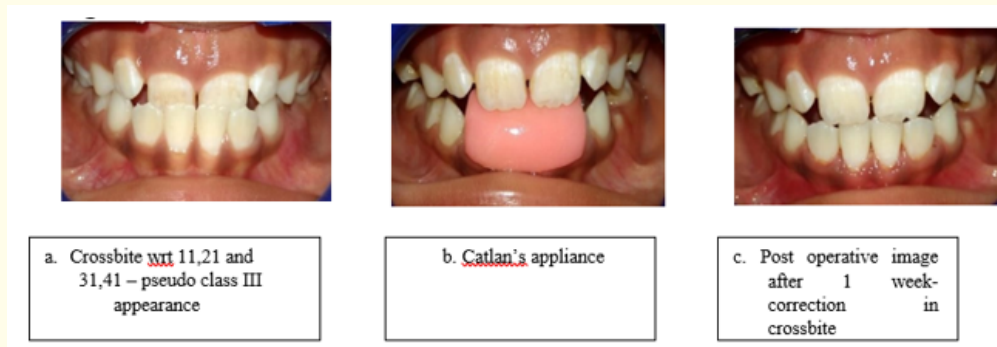 a. Crossbite wrt 11,21 and
31,41 – pseudo class III
appearance
b. Catlan's appliance
c. Post operative image
after 1 week-
correction in
crossbite